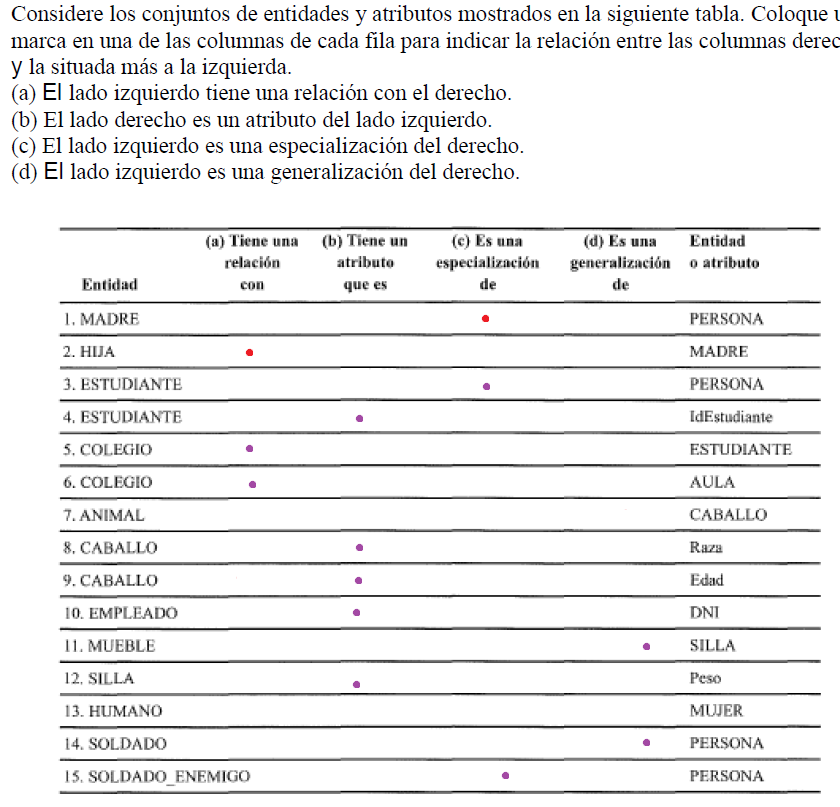 Considere los conjuntos de entidades y atributos mostrados en la siguiente tabla. Coloque
marca en una de las columnas de cada fila para indicar la relación entre las columnas
y la situada más a la izquierda.
(a) El lado izquierdo tiene una relación con el derecho.
(b) El lado derecho es un atributo del lado izquierdo.
(c) El lado izquierdo es una especialización del derecho.
(d) El lado izquierdo es una generalización del derecho.
(a) Tiene una (b) Tiene un (c) Es una (d) Es una Entidad
relación atributo especialización generalización o atributo
Entidad con que es de de
1. MADRE PERSONA
2. HIJA MADRE
3. ESTUDIANTE PERSONA
4. ESTUDIANTE IdEstudiante
5. COLEGIO ESTUDIANTE
6. COLEGIO AULA
7. ANIMAL CABALLO
8. CABALLO Raza
9. CABALLO Edad
10. EMPLEADO DNI
11. MUEBLE SILLA
12. SILLA Peso
13. HUMANO MUJER
14. SOLDADO PERSONA
15. SOLDADO_ENEMIGO PERSONA